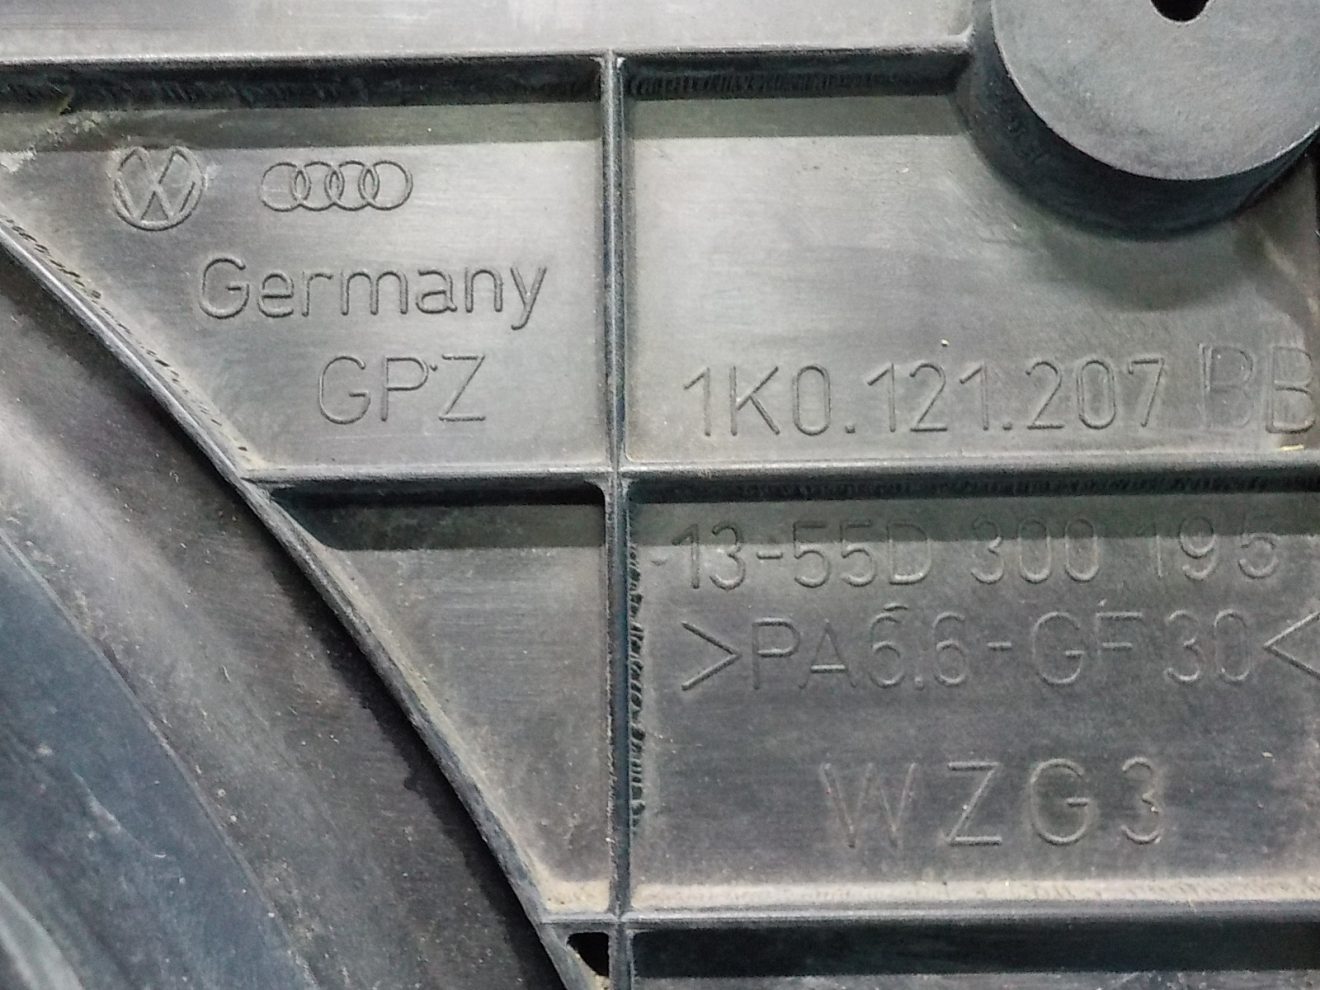 Germany
GPZ
1K0.121.207 BB
13-55D 300 195
>PA6.6-GF30<
WZG3